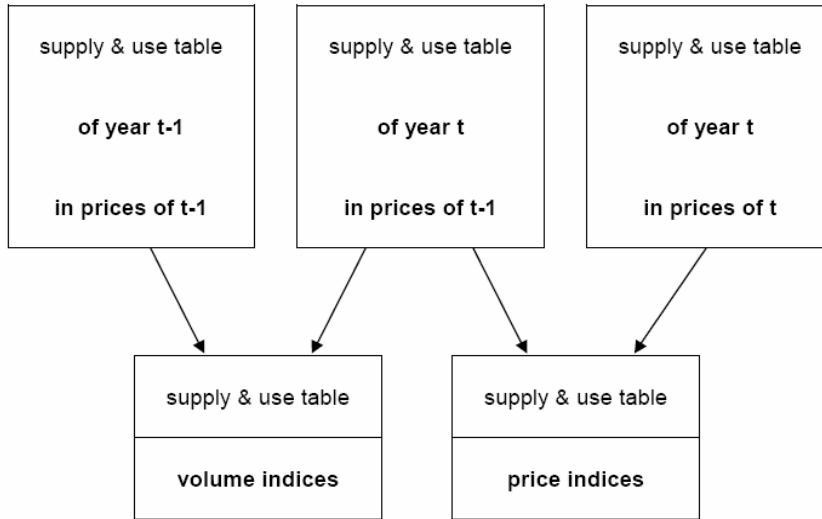 supply & use table
of year t-1
in prices of t-1
supply & use table
of year t
in prices of t-1
supply & use table
of year t
in prices of t
supply & use table
volume indices
supply & use table
price indices